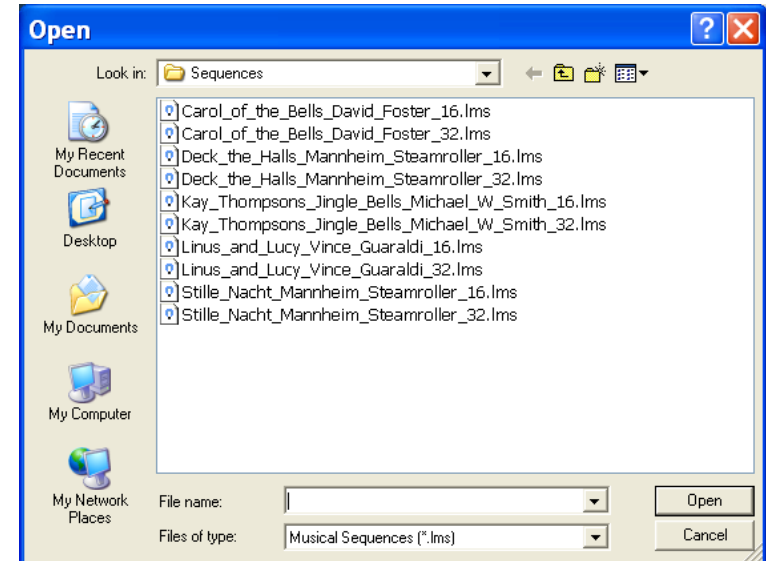 Open
Look in: Sequences
My Recent
Documents
Desktop
My Documents
My Computer
My Network
Places
Carol_of_the_Bells_David_Foster_16.lms
Carol_of_the_Bells_David_Foster_32.lms
Deck_the_Halls_Mannheim_Steamroller_16.lms
Deck_the_Halls_Mannheim_Steamroller_32.lms
Kay_Thompsons_Jingle_Bells_Michael_W_Smith_16.lms
Kay_Thompsons_Jingle_Bells_Michael_W_Smith_32.lms
Linus_and_Lucy_Vince_Guaraldi_16.lms
Linus_and_Lucy_Vince_Guaraldi_32.lms
Stille_Nacht_Mannheim_Steamroller_16.lms
Stille_Nacht_Mannheim_Steamroller_32.lms
File name:
Open
Files of type: Musical Sequences (*.lms)
Cancel